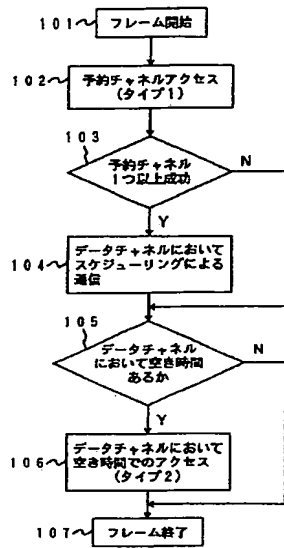 101 フレーム開始
102 予約チャネルアクセス
(タイプ1)
103
予約チャネル
1つ以上成功
N
Y
104 データチャネルにおいて
スケジューリングによる
通信
105
データチャネル
において空き時間
あるか
N
Y
106 データチャネルにおいて
空き時間でのアクセス
(タイプ2)
107 フレーム終了